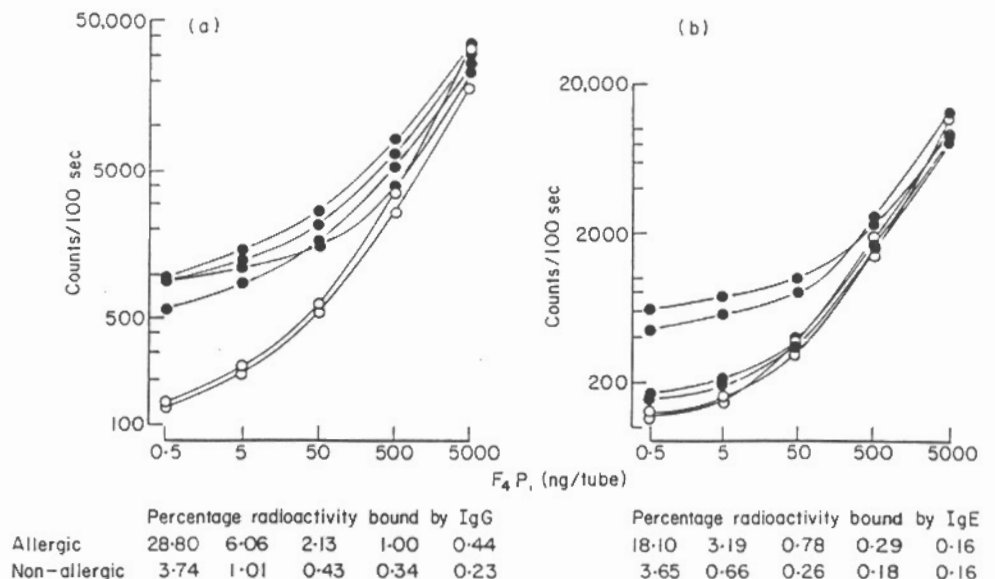 (a)
(b)
50,000
5000
500
100
Counts/100 sec
20,000
2000
200
Counts/100 sec
0·5 5 50 500 5000
0·5 5 50 500 5000
F₄P₁ (ng/tube)
Percentage radioactivity bound by IgG
Percentage radioactivity bound by IgE
Allergic 28·80 6·06 2·13 1·00 0·44 18·10 3·19 0·78 0·29 0·16
Non-allergic 3·74 1·01 0·43 0·34 0·23 3·65 0·66 0·26 0·18 0·16